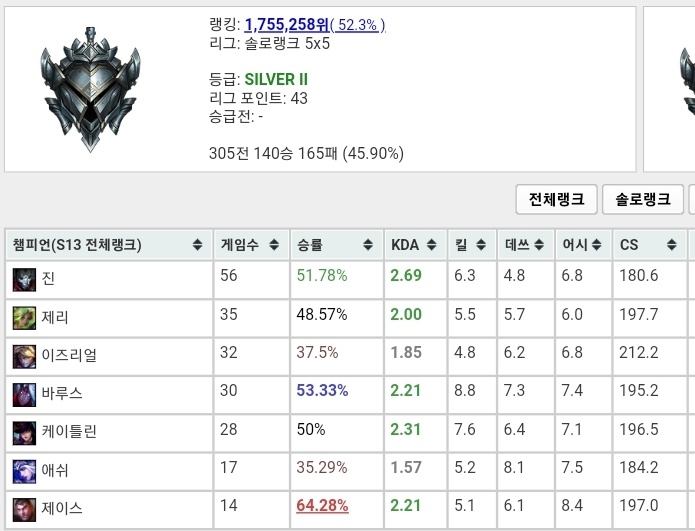 랭킹: 1,755,258위( 52.3% )
리그: 솔로랭크 5x5
등급: SILVER II
리그 포인트: 43
승급전: -
305전 140승 165패 (45.90%)
전체랭크 솔로랭크
챔피언(S13 전체랭크) 게임수 승률 KDA 킬 데쓰 어시 CS
진 56 51.78% 2.69 6.3 4.8 6.8 180.6
제리 35 48.57% 2.00 5.5 5.7 6.0 197.7
이즈리얼 32 37.5% 1.85 4.8 6.2 6.8 212.2
바루스 30 53.33% 2.21 8.8 7.3 7.4 195.2
케이틀린 28 50% 2.31 7.6 6.4 7.1 196.5
애쉬 17 35.29% 1.57 5.2 8.1 7.5 184.2
제이스 14 64.28% 2.21 5.1 6.1 8.4 197.0